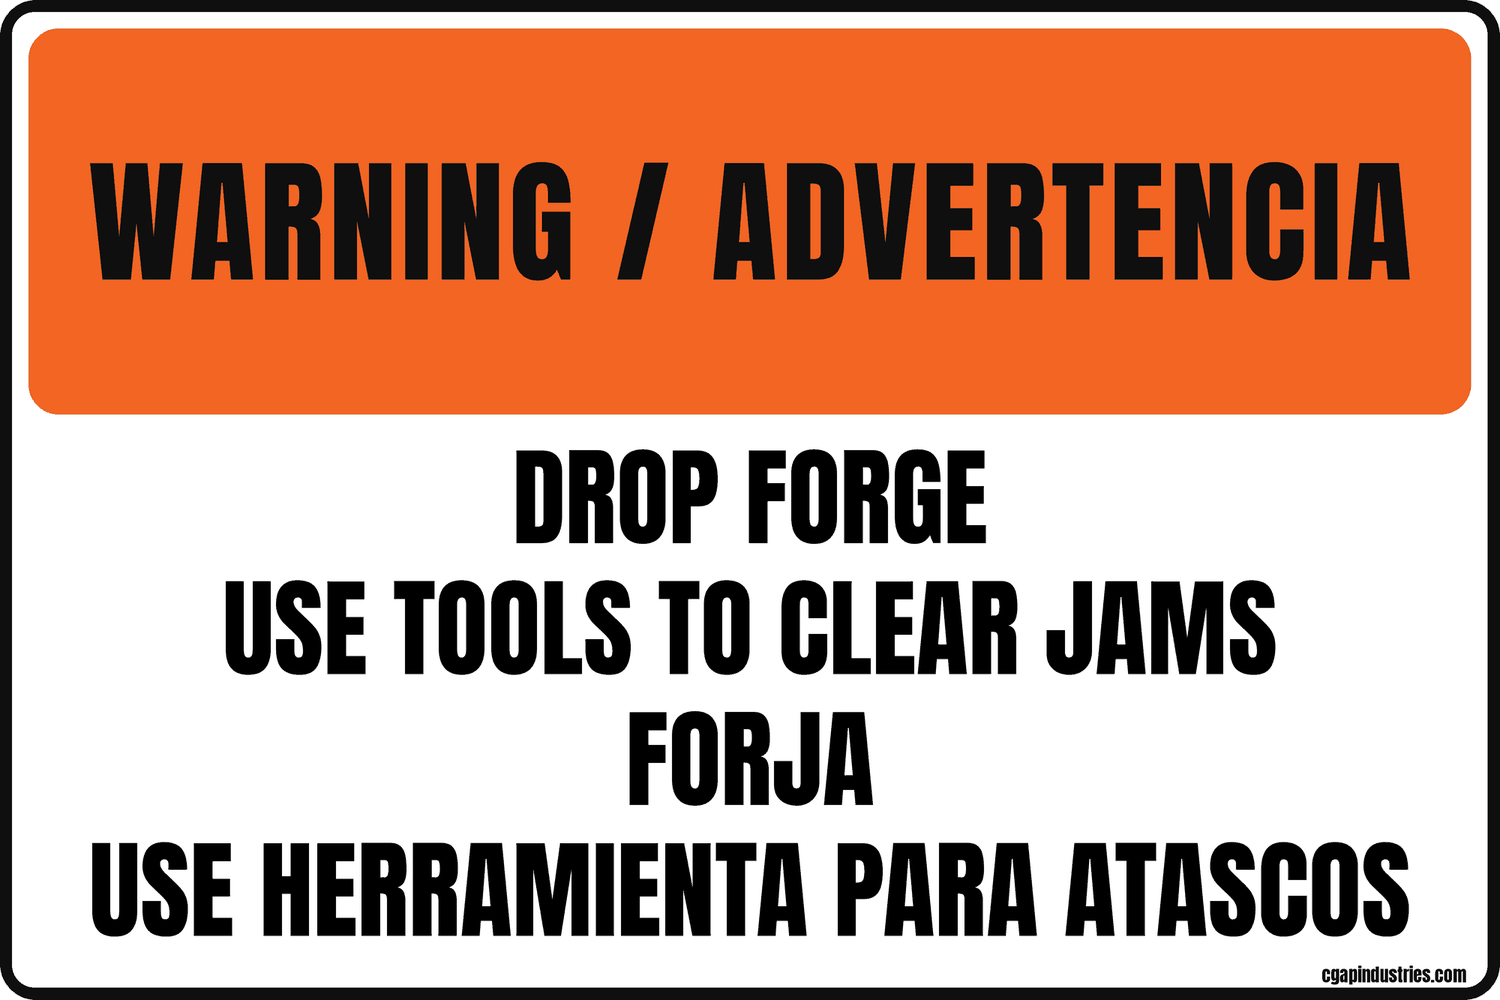 WARNING / ADVERTENCIA
DROP FORGE
USE TOOLS TO CLEAR JAMS
FORJA
USE HERRAMIENTA PARA ATASCOS
cgapindustries.com